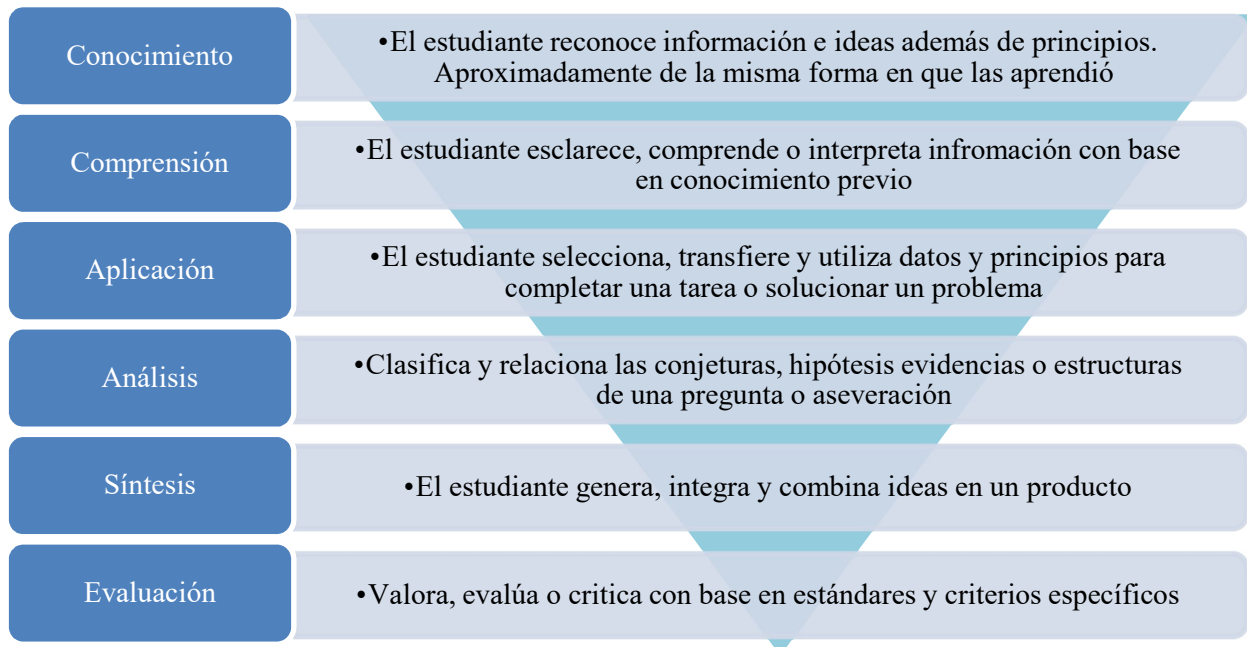 Conocimiento
•El estudiante reconoce información e ideas además de principios.
Aproximadamente de la misma forma en que las aprendió
Comprensión
•El estudiante esclarece, comprende o interpreta infromación con base
en conocimiento previo
Aplicación
•El estudiante selecciona, transfiere y utiliza datos y principios para
completar una tarea o solucionar un problema
Análisis
•Clasifica y relaciona las conjeturas, hipótesis evidencias o estructuras
de una pregunta o aseveración
Síntesis
•El estudiante genera, integra y combina ideas en un producto
Evaluación
•Valora, evalúa o critica con base en estándares y criterios específicos